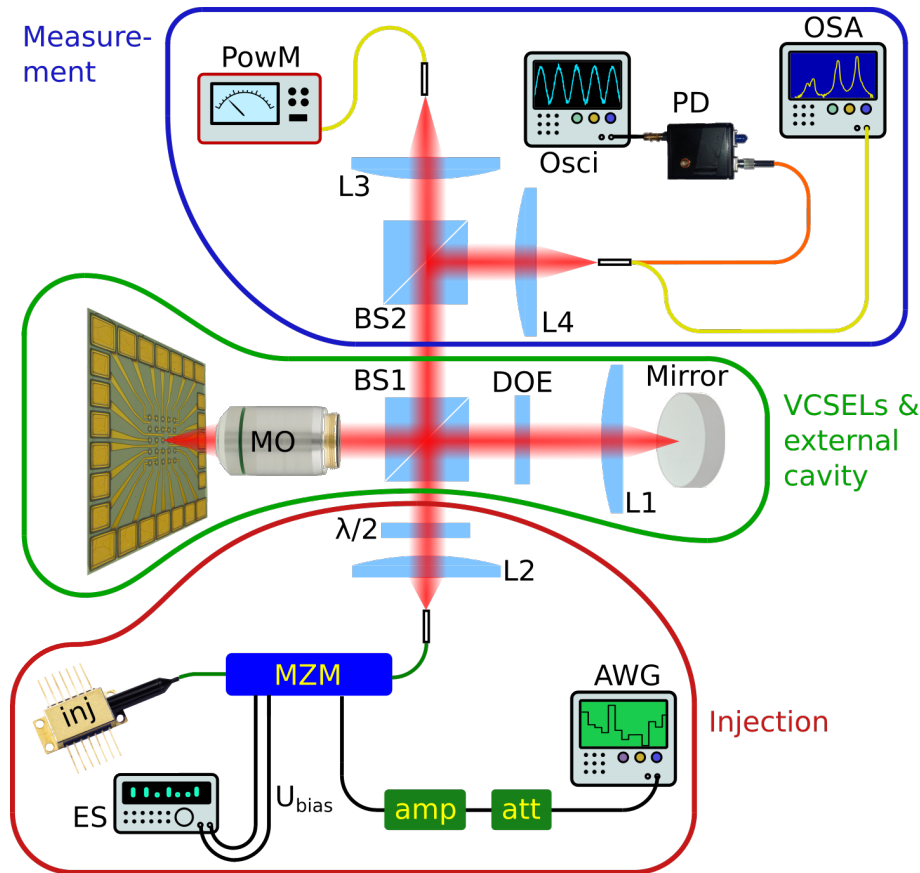 Measure-
ment
PowM
OSA
PD
Osci
L3
BS2
L4
BS1
DOE
Mirror
MO
VCSELs &
external
cavity
L1
λ/2
L2
MZM
AWG
inj
Injection
U_bias
ES
amp
att